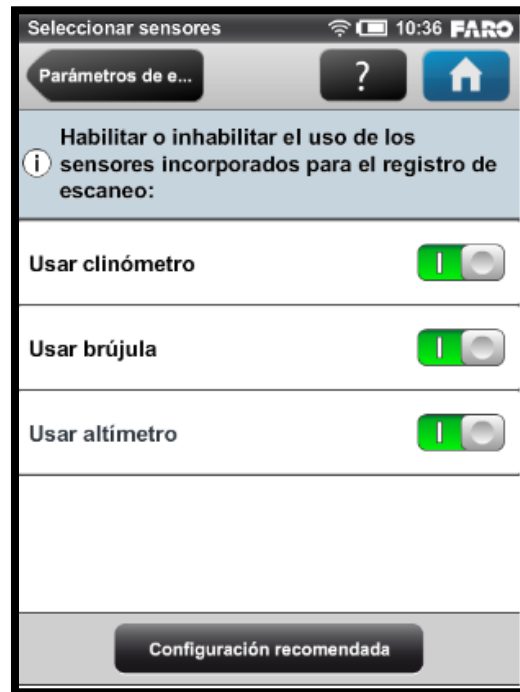 Seleccionar sensores 10:36 FARO
Parámetros de e... ?
Habilitar o inhabilitar el uso de los
i sensores incorporados para el registro de
escaneo:
Usar clinómetro
Usar brújula
Usar altímetro
Configuración recomendada